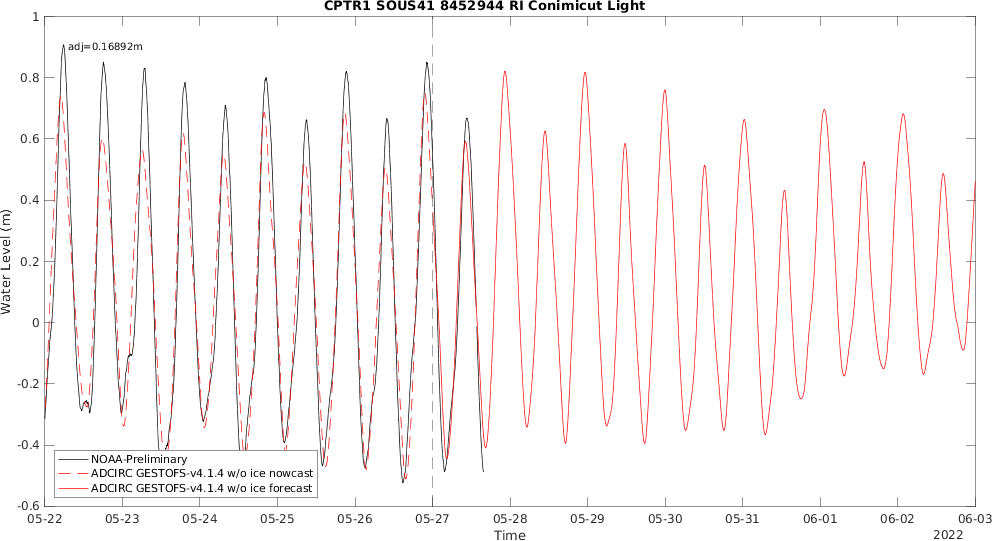 CPTR1 SOUS41 8452944 RI Conimicut Light
adj=0.16892m
Water Level (m)
1
0.8
0.6
0.4
0.2
0
-0.2
-0.4
-0.6
NOAA-Preliminary
ADCIRC GESTOFS-v4.1.4 w/o ice nowcast
ADCIRC GESTOFS-v4.1.4 w/o ice forecast
05-22 05-23 05-24 05-25 05-26 05-27 05-28 05-29 05-30 05-31 06-01 06-02 06-03
Time
2022